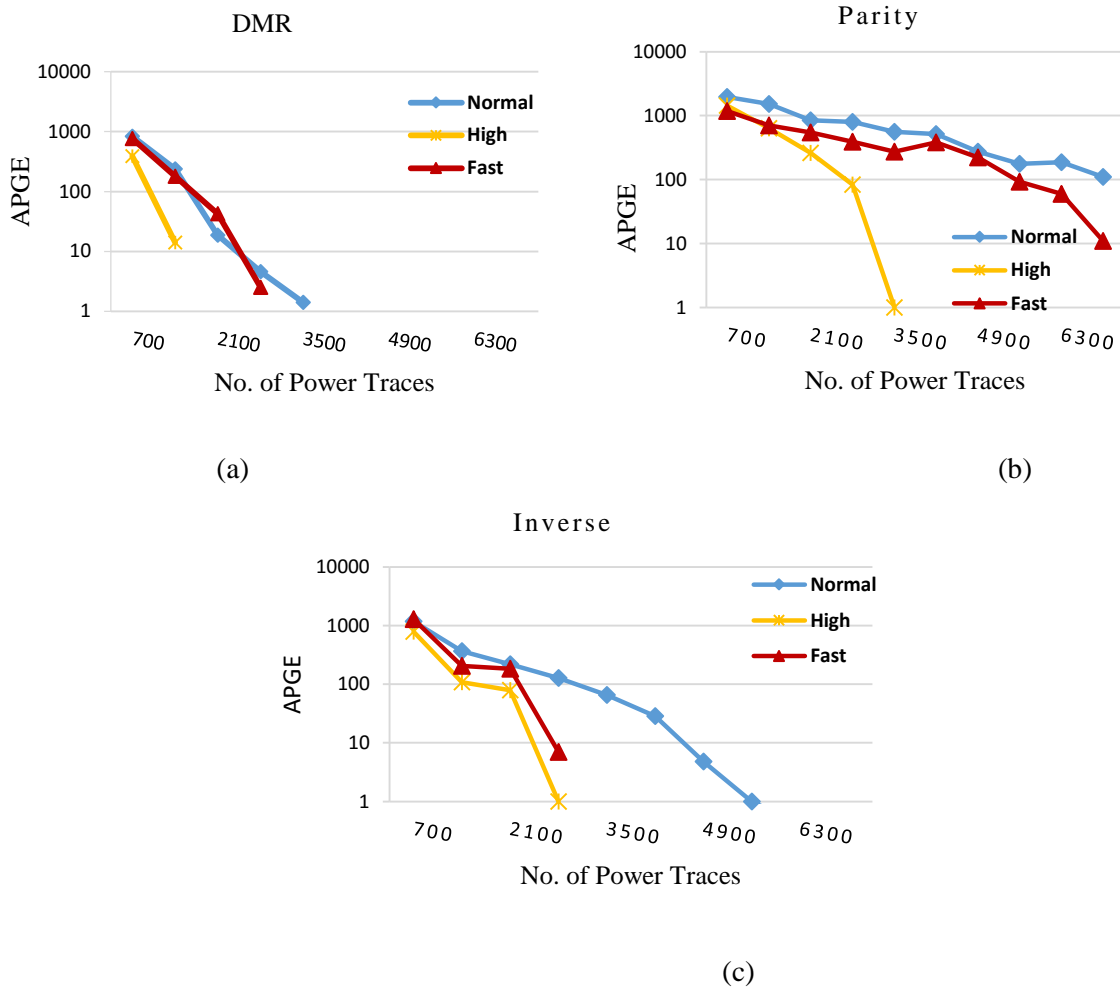 DMR
10000
1000
100
10
1
APGE
Normal
High
Fast
700
2100
3500
4900
6300
No. of Power Traces
(a)
Parity
10000
1000
100
10
1
APGE
Normal
High
Fast
700
2100
3500
4900
6300
No. of Power Traces
(b)
Inverse
10000
1000
100
10
1
APGE
Normal
High
Fast
700
2100
3500
4900
6300
No. of Power Traces
(c)